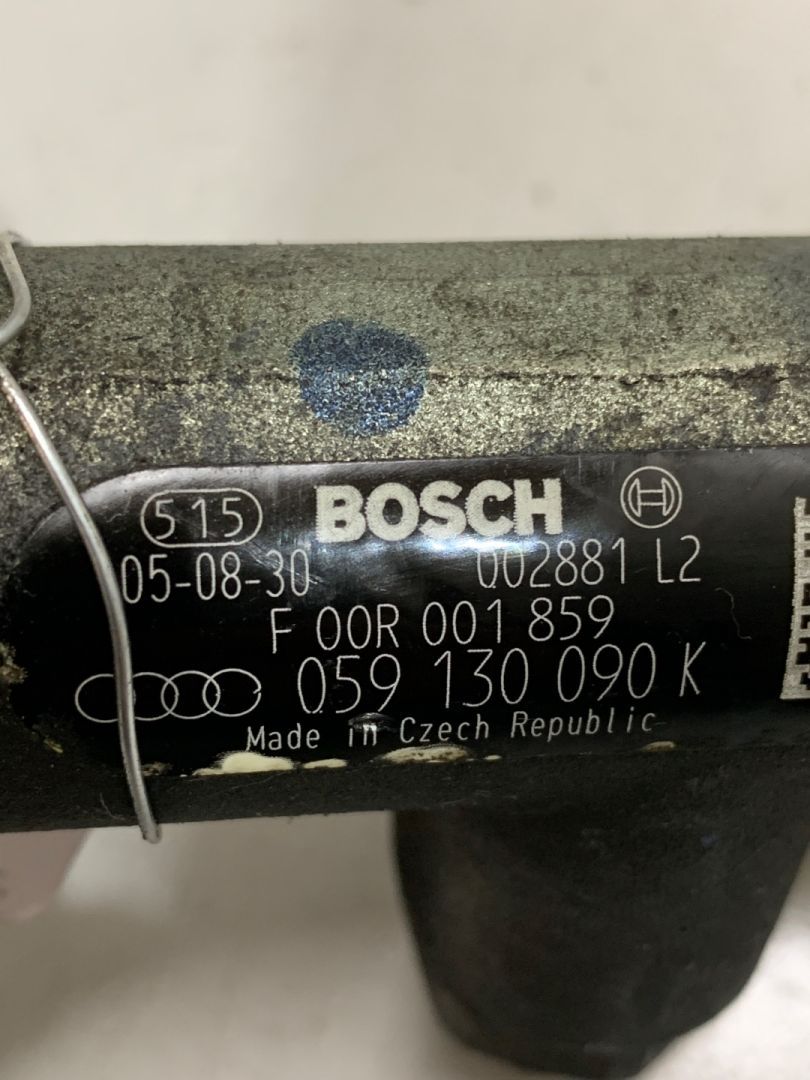 515 BOSCH
05-08-30 002881 L2
F 00R 001 859
059 130 090 K
Made in Czech Republic